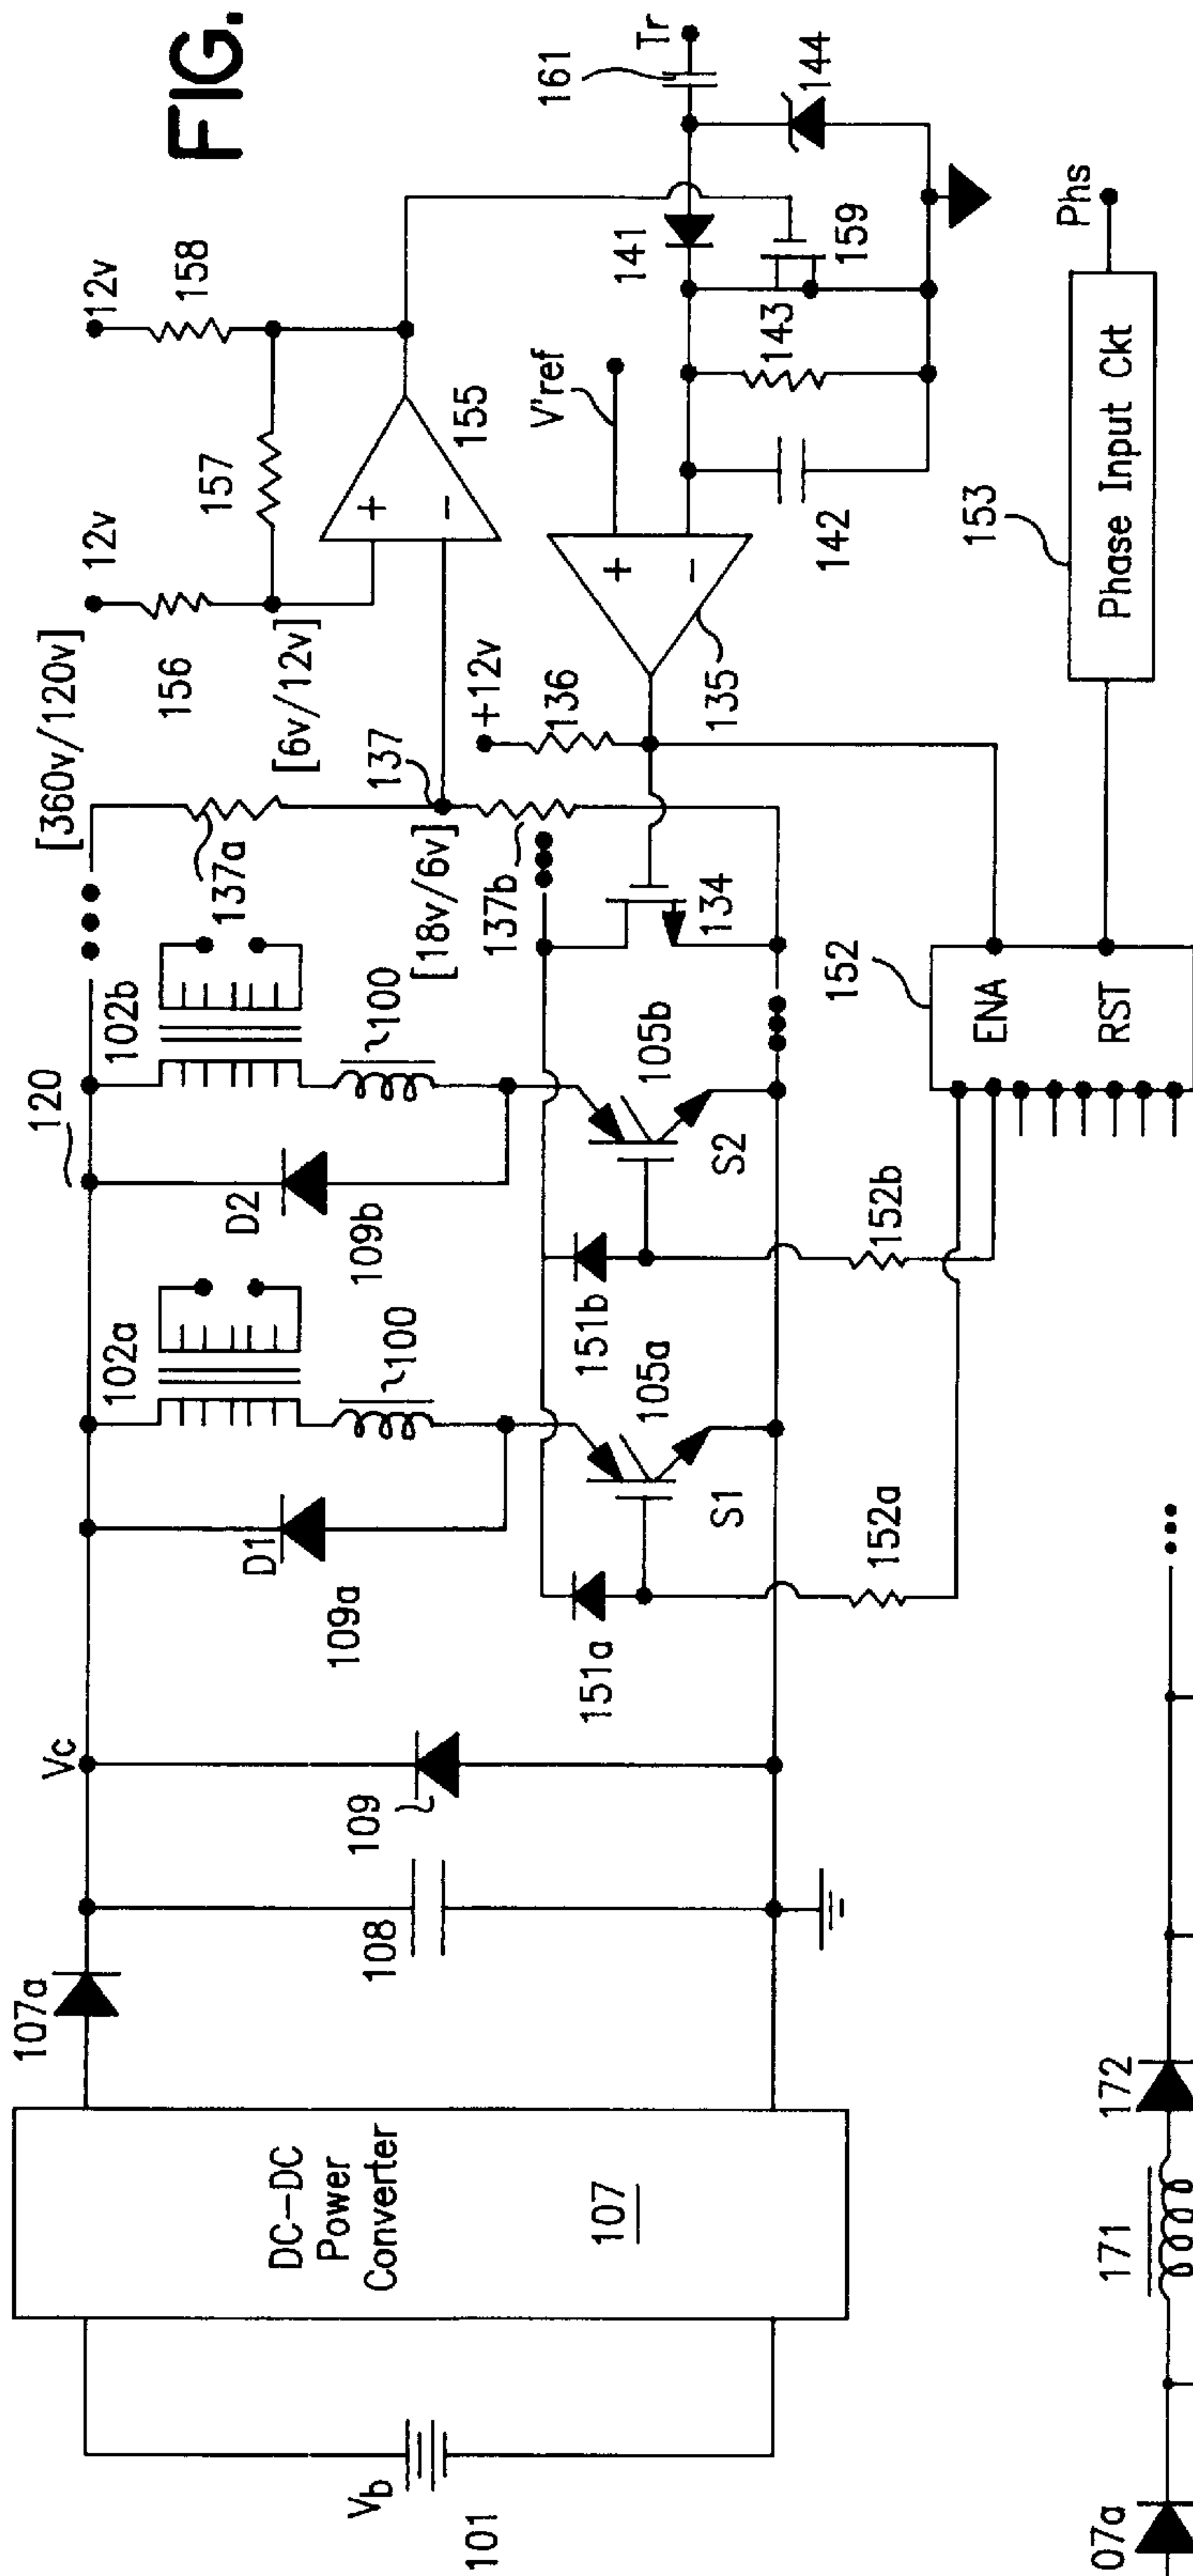 FIG.
12v
12v
158
157
156
155
[360v/120v]
[6v/12v]
137
137a
[18v/6v]
137b
+12v
136
135
V'ref
Tr
161
144
141
143
159
142
134
120
102b
100
D2
109b
105b
S2
151b
152b
102a
100
D1
109a
105a
S1
151a
152a
152
ENA
RST
153
Phase Input Ckt
Phs
Vc
109
108
107a
DC-DC
Power
Converter
107
Vb
101
172
171
07a
+
-
+
-